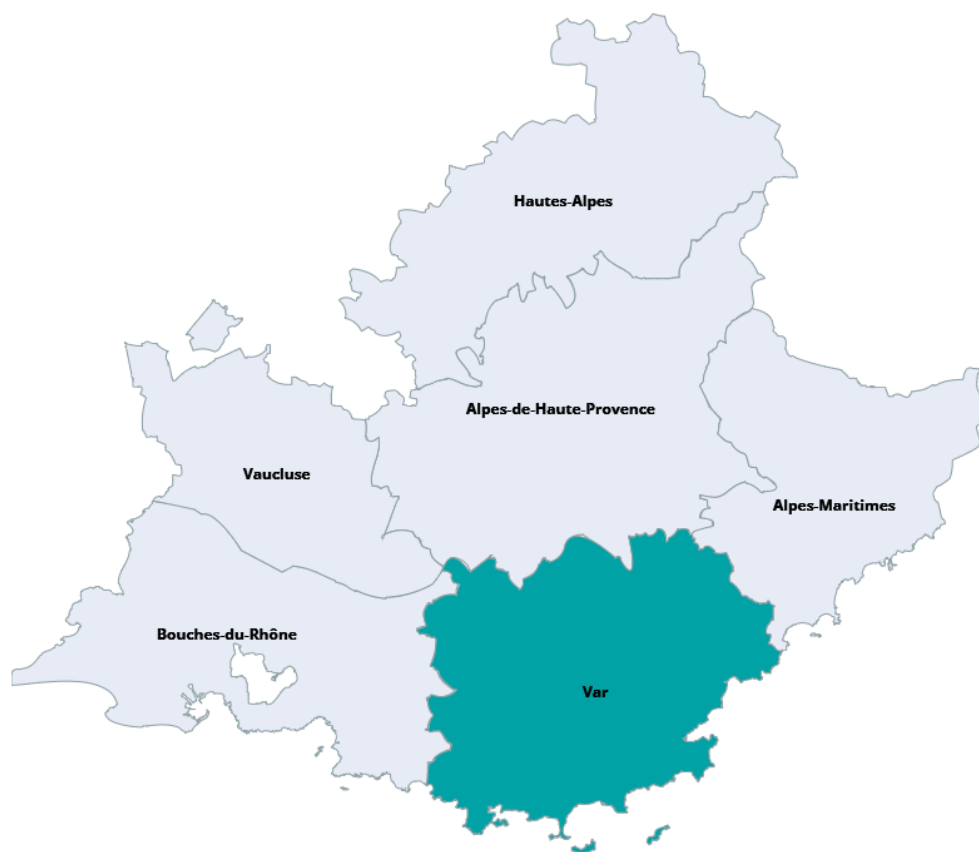 Hautes-Alpes
Alpes-de-Haute-Provence
Vaucluse
Alpes-Maritimes
Bouches-du-Rhône
Var